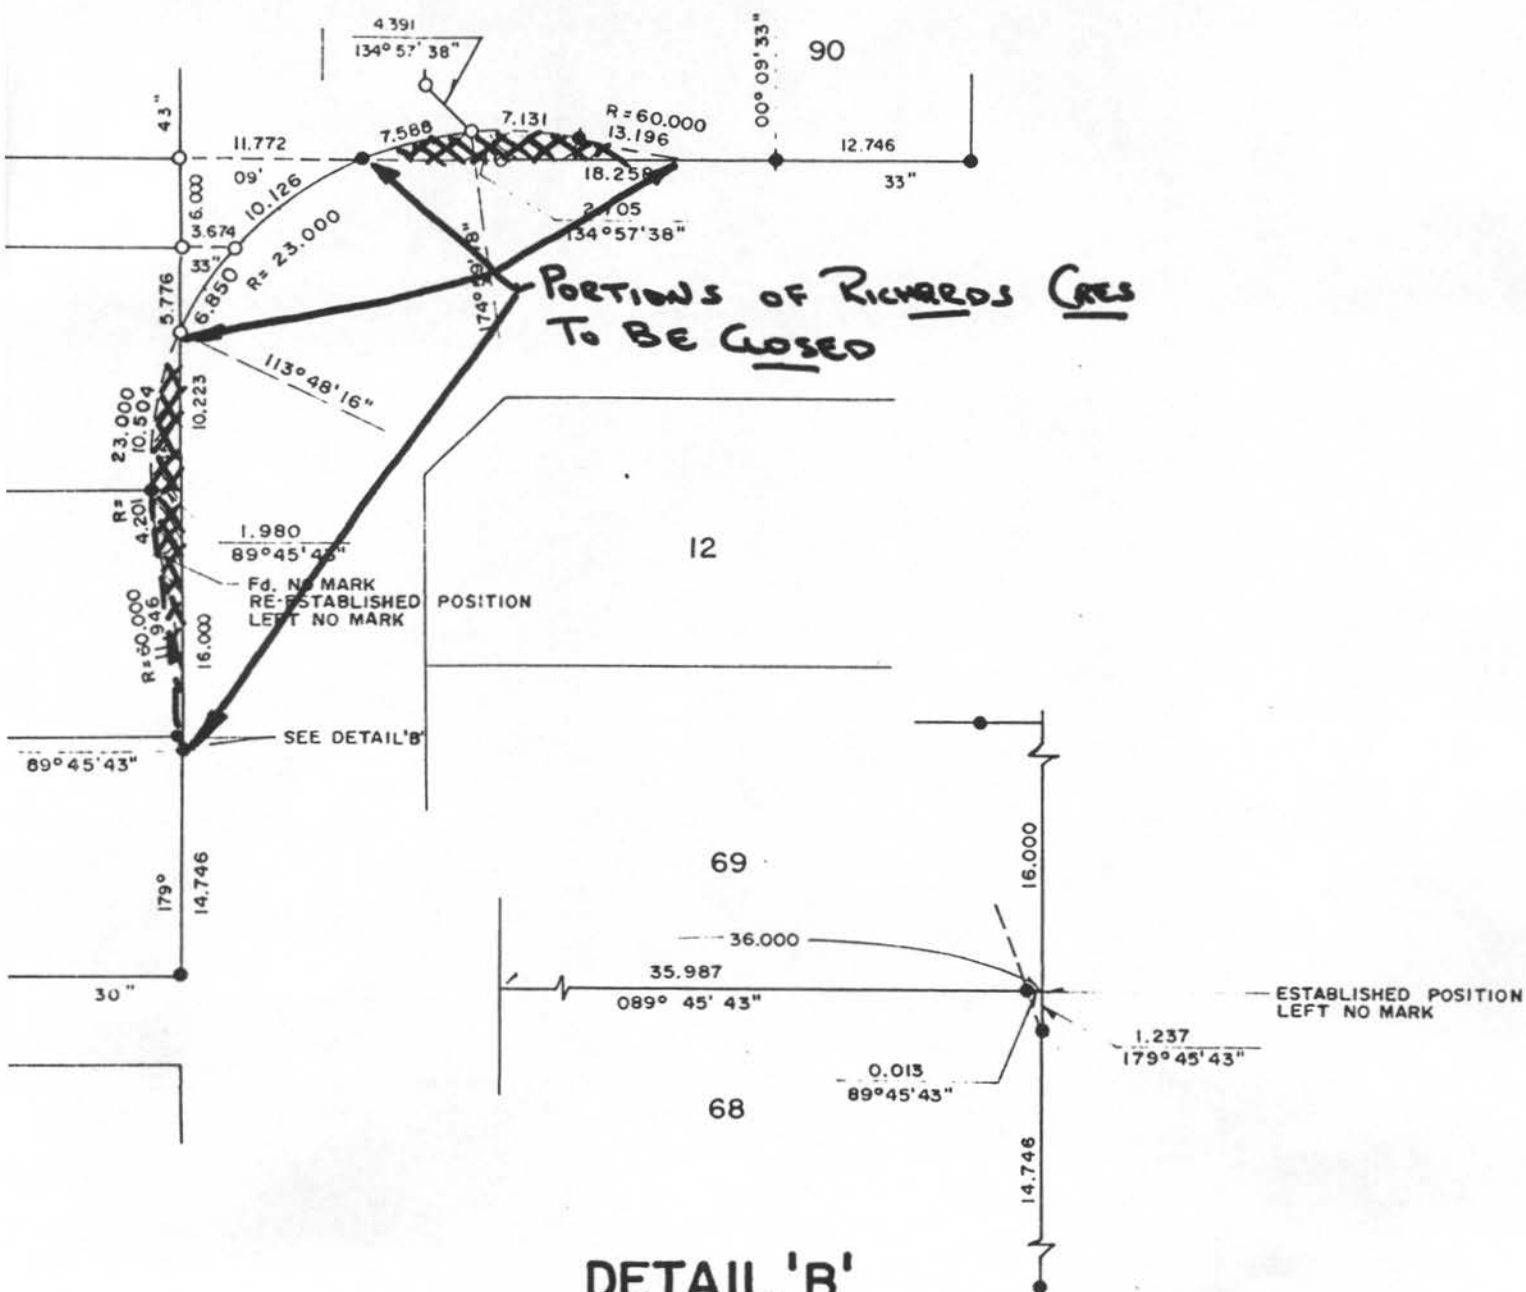 4.391
134° 57' 38"
90
00° 09' 33"
43"
11.772
7.588
7.131
R=60.000
13.196
12.746
09'
18.258
33"
6.000
10.126
3.674
33"
R= 23.000
134°57'38"
5.776
6.850
PORTIONS OF RICHARDS CRES
TO BE CLOSED
113°48'16"
10.223
23.000
10.504
R=
4.201
1.980
89°45'43"
12
Fd. NO MARK
RE-ESTABLISHED POSITION
LEFT NO MARK
R=60.000
11.946
16.000
SEE DETAIL 'B'
89°45'43"
179°
14.746
30"
69
16.000
36.000
35.987
089° 45' 43"
ESTABLISHED POSITION
LEFT NO MARK
1.237
179°45'43"
0.013
89°45'43"
68
14.746
DETAIL 'B'